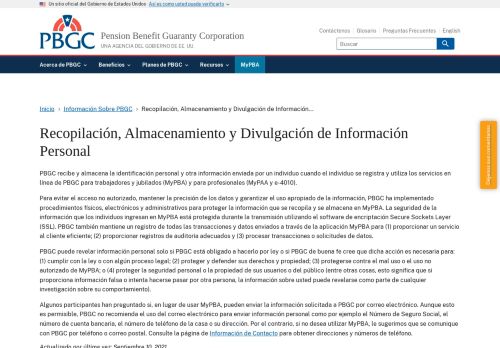 Un sitio oficial del Gobierno de Estados Unidos Así es como usted puede verificarlo
PBGC
Pension Benefit Guaranty Corporation
UNA AGENCIA DEL GOBIERNO DE EE. UU
Contáctenos Glosario Preguntas Frecuentes English
Buscar
Acerca de PBGC Beneficios Planes de PBGC Recursos MyPBA
Inicio > Información Sobre PBGC > Recopilación, Almacenamiento y Divulgación de Información...
Recopilación, Almacenamiento y Divulgación de Información
Personal
PBGC recibe y almacena la identificación personal y otra información enviada por un individuo cuando el individuo se registra y utiliza los servicios en
línea de PBGC para trabajadores y jubilados (MyPBA) y para profesionales (MyPAA y e-4010).
Para evitar el acceso no autorizado, mantener la precisión de los datos y garantizar el uso apropiado de la información, PBGC ha implementado
procedimientos físicos, electrónicos y administrativos para proteger la información que se recopila y se almacena en MyPBA. La seguridad de la
información que los individuos ingresan en MyPBA está protegida durante la transmisión utilizando el software de encriptación Secure Sockets Layer
(SSL). PBGC también mantiene un registro de todas las transacciones y datos enviados a través de la aplicación MyPBA para (1) proporcionar un servicio
al cliente eficiente; (2) proporcionar registros de auditoría adecuados y (3) procesar transacciones o solicitudes de datos.
PBGC puede revelar información personal solo si PBGC está obligado a hacerlo por ley o si PBGC de buena fe cree que dicha acción es necesaria para:
(1) cumplir la ley o con algún proceso legal; (2) proteger y defender sus derechos y propiedad; (3) protegerse contra el mal uso o el uso no
autorizado de MyPBA; o (4) proteger la seguridad personal o la propiedad de sus usuarios o del público (entre otras cosas, esto significa que si
proporciona información falsa o intenta hacerse pasar por otra persona, la información sobre usted puede revelarse como parte de cualquier
investigación sobre su comportamiento).
Algunos participantes han preguntado si, en lugar de usar MyPBA, pueden enviar la información solicitada a PBGC por correo electrónico. Aunque esto
es permisible, PBGC no recomienda el uso del correo electrónico para enviar información personal como por ejemplo el Número de Seguro Social, el
número de cuenta bancaria, el número de teléfono de la casa o su dirección. Por el contrario, si no desea utilizar MyPBA, le sugerimos que se comunique
con PBGC por teléfono o correo postal. Consulte la página de Información de Contacto para obtener direcciones y números de teléfono.
Actualizado por última vez: Septiembre 10, 2021